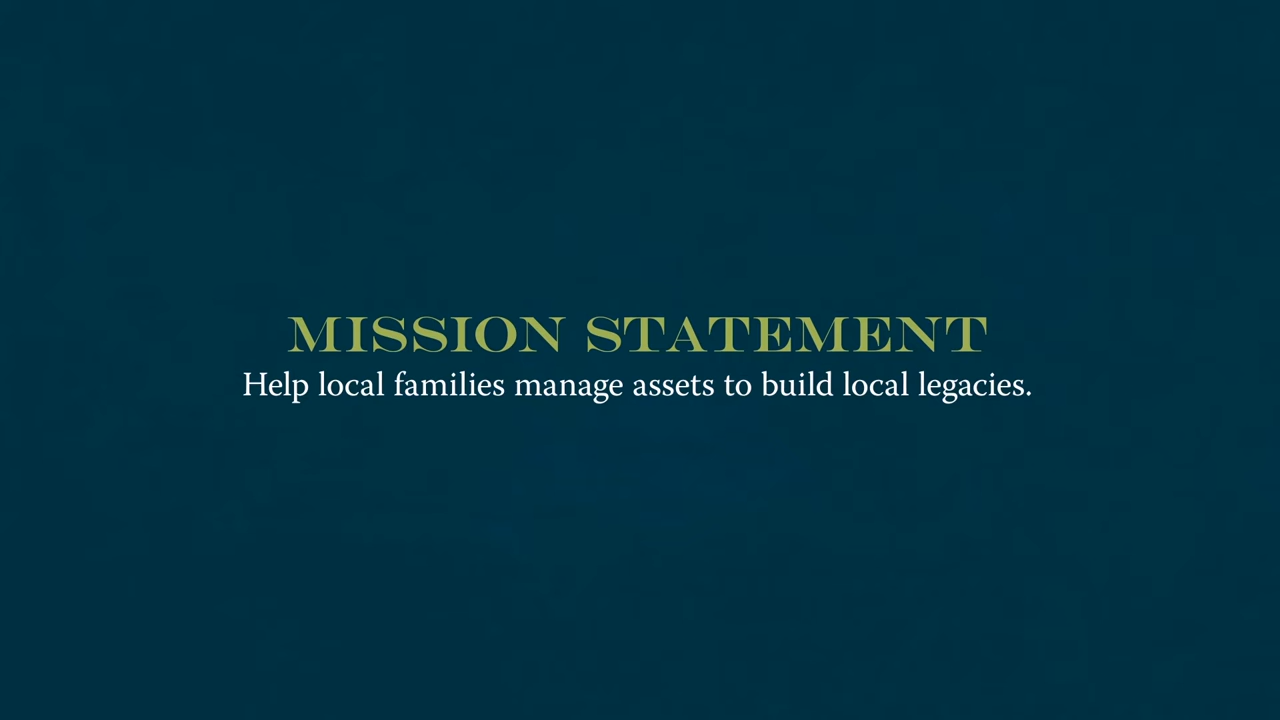 MISSION STATEMENT
Help local families manage assets to build local legacies.